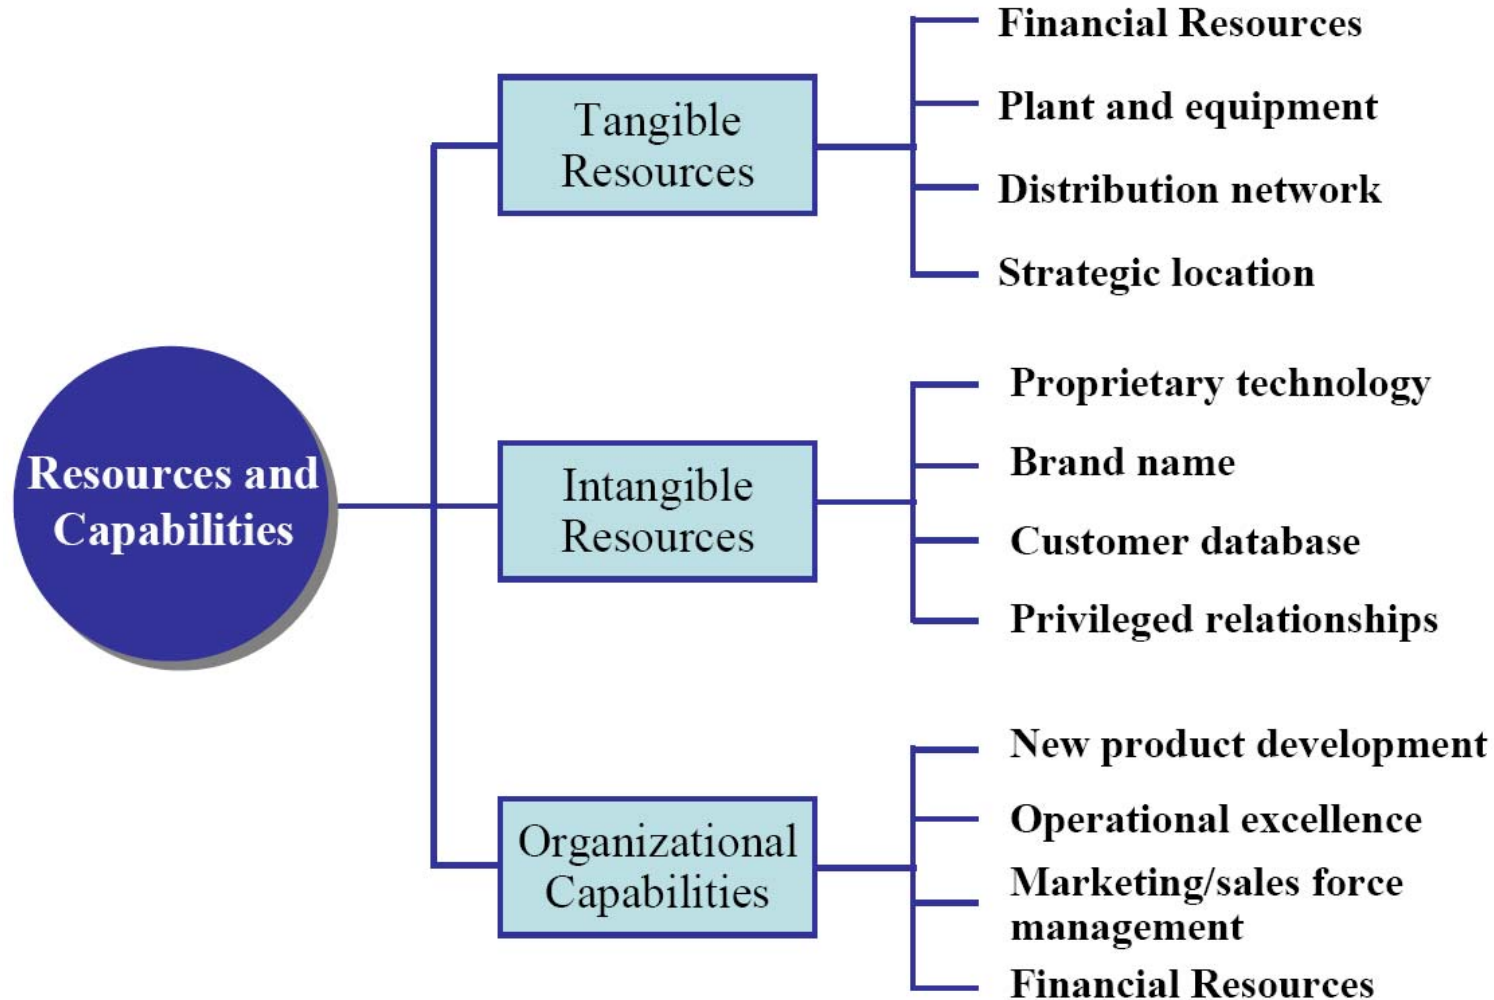 Resources and
Capabilities
Tangible
Resources
Financial Resources
Plant and equipment
Distribution network
Strategic location
Intangible
Resources
Proprietary technology
Brand name
Customer database
Privileged relationships
Organizational
Capabilities
New product development
Operational excellence
Marketing/sales force
management
Financial Resources